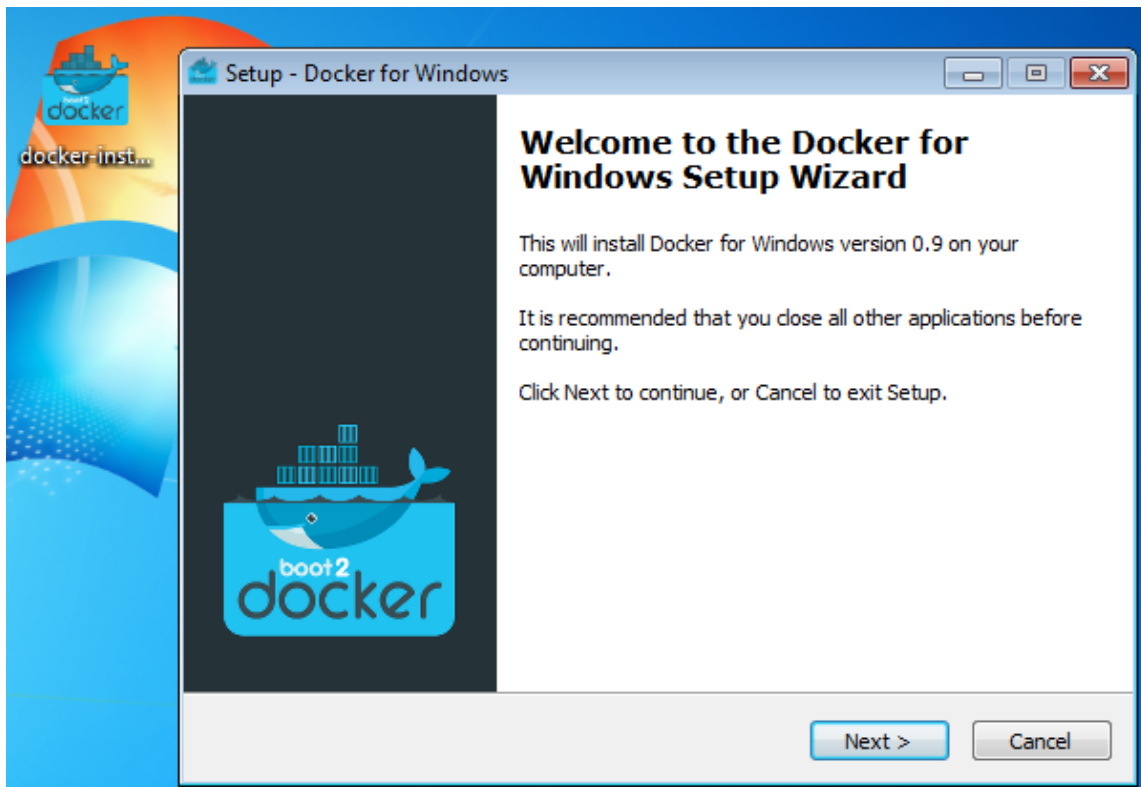 boot2
docker
docker-inst...
Setup - Docker for Windows
Welcome to the Docker for
Windows Setup Wizard
This will install Docker for Windows version 0.9 on your
computer.
It is recommended that you close all other applications before
continuing.
Click Next to continue, or Cancel to exit Setup.
boot2
docker
Next >
Cancel